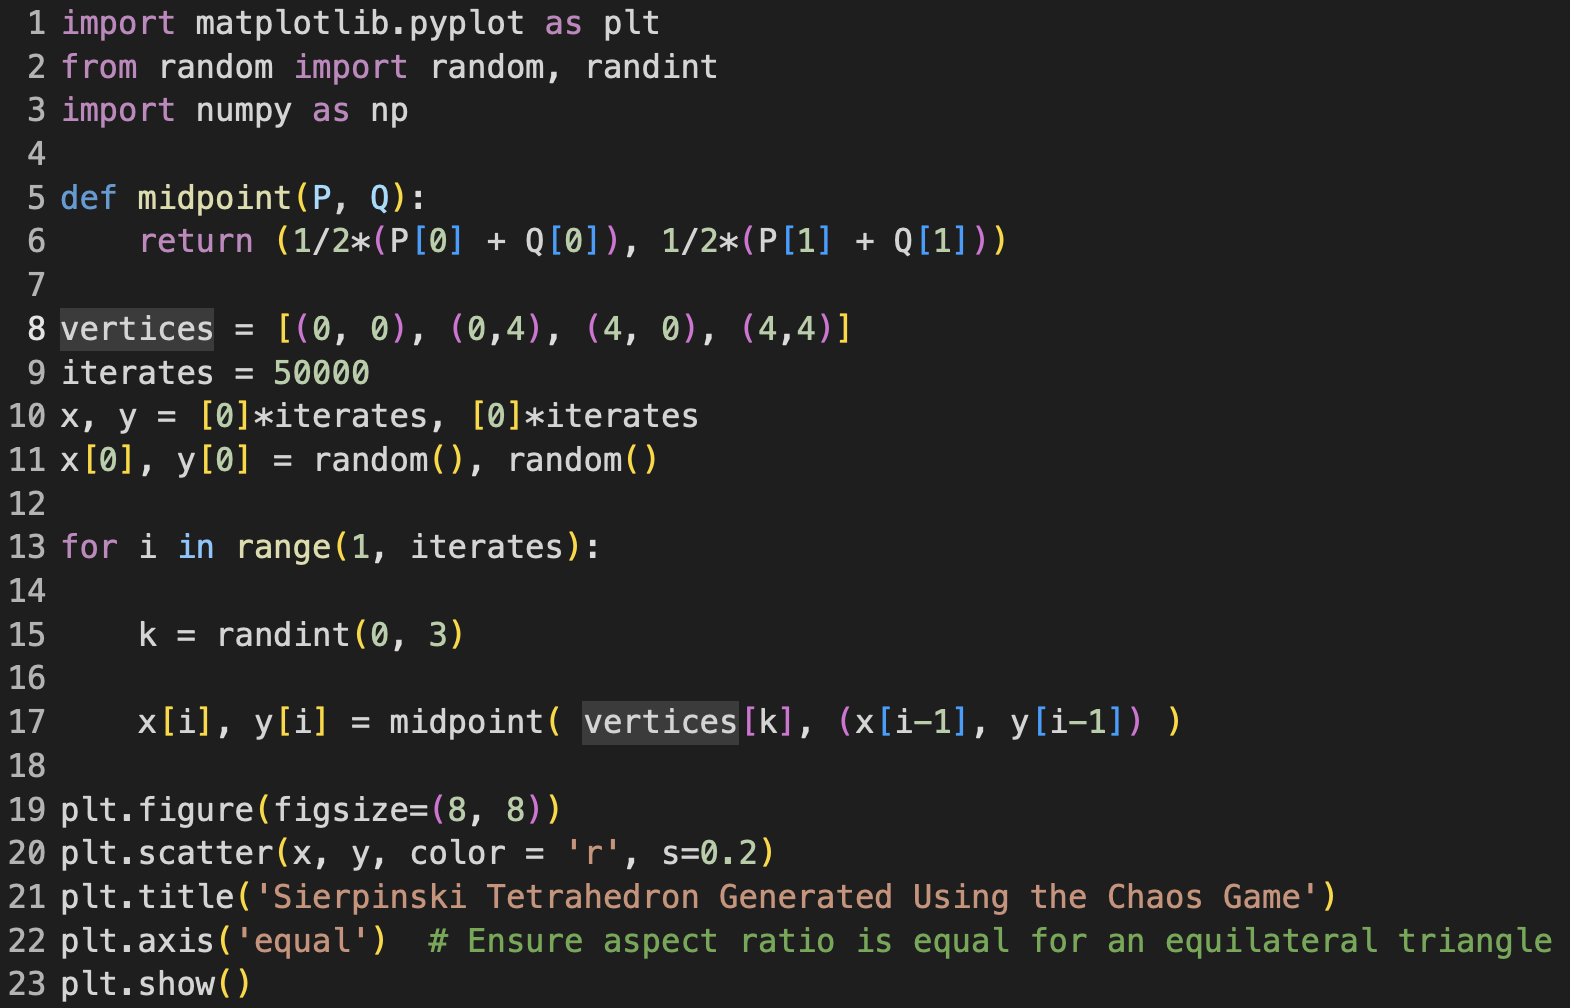 1 import matplotlib.pyplot as plt
2 from random import random, randint
3 import numpy as np
4
5 def midpoint(P, Q):
6     return (1/2*(P[0] + Q[0]), 1/2*(P[1] + Q[1]))
7
8 vertices = [(0, 0), (0,4), (4, 0), (4,4)]
9 iterates = 50000
10 x, y = [0]*iterates, [0]*iterates
11 x[0], y[0] = random(), random()
12
13 for i in range(1, iterates):
14
15     k = randint(0, 3)
16
17     x[i], y[i] = midpoint( vertices[k], (x[i-1], y[i-1]) )
18
19 plt.figure(figsize=(8, 8))
20 plt.scatter(x, y, color = 'r', s=0.2)
21 plt.title('Sierpinski Tetrahedron Generated Using the Chaos Game')
22 plt.axis('equal')  # Ensure aspect ratio is equal for an equilateral triangle
23 plt.show()